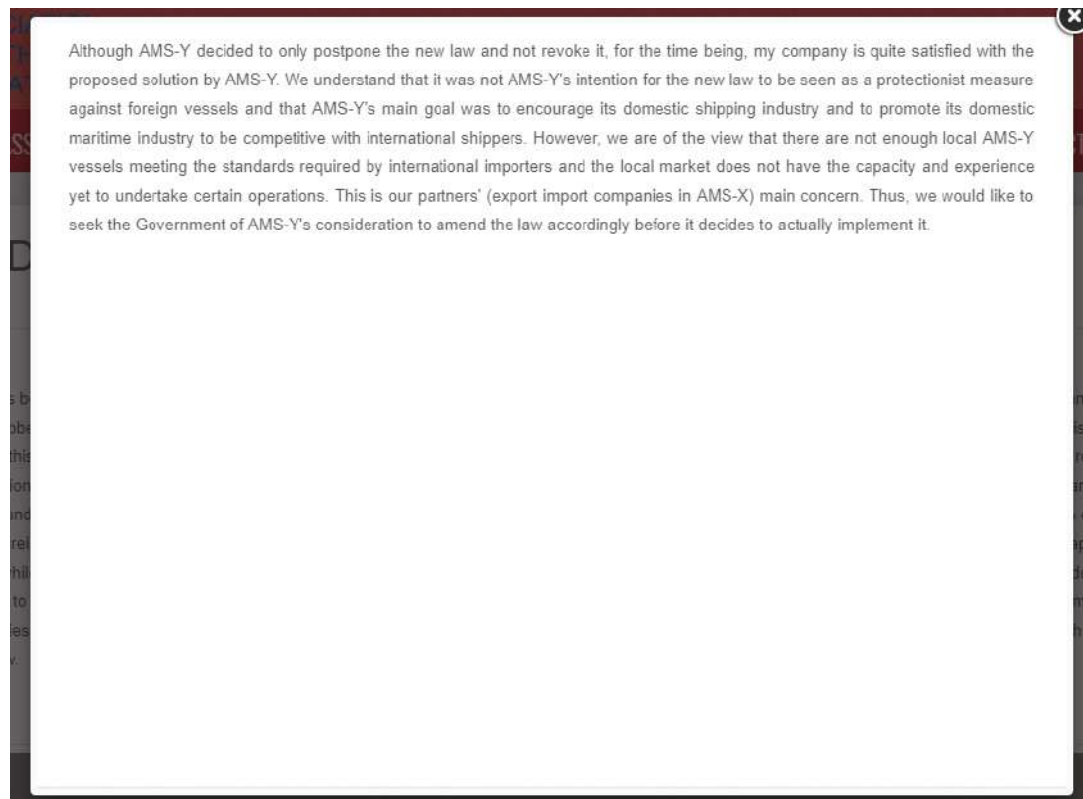 Although AMS-Y decided to only postpone the new law and not revoke it, for the time being, my company is quite satisfied with the
proposed solution by AMS-Y. We understand that it was not AMS-Y's intention for the new law to be seen as a protectionist measure
against foreign vessels and that AMS-Y's main goal was to encourage its domestic shipping industry and to promote its domestic
maritime industry to be competitive with international shippers. However, we are of the view that there are not enough local AMS-Y
vessels meeting the standards required by international importers and the local market does not have the capacity and experience
yet to undertake certain operations. This is our partners' (export import companies in AMS-X) main concern. Thus, we would like to
seek the Government of AMS-Y's consideration to amend the law accordingly before it decides to actually implement it.